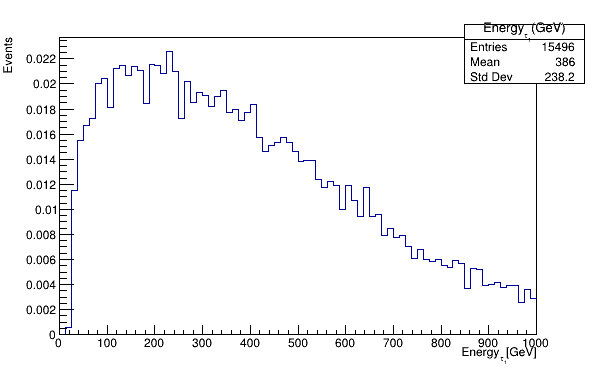 Energy_τ₁(GeV)
Entries 15496
Mean 386
Std Dev 238.2
Events
0.022
0.02
0.018
0.016
0.014
0.012
0.01
0.008
0.006
0.004
0.002
0
0 100 200 300 400 500 600 700 800 900 1000
Energy_τ₁[GeV]